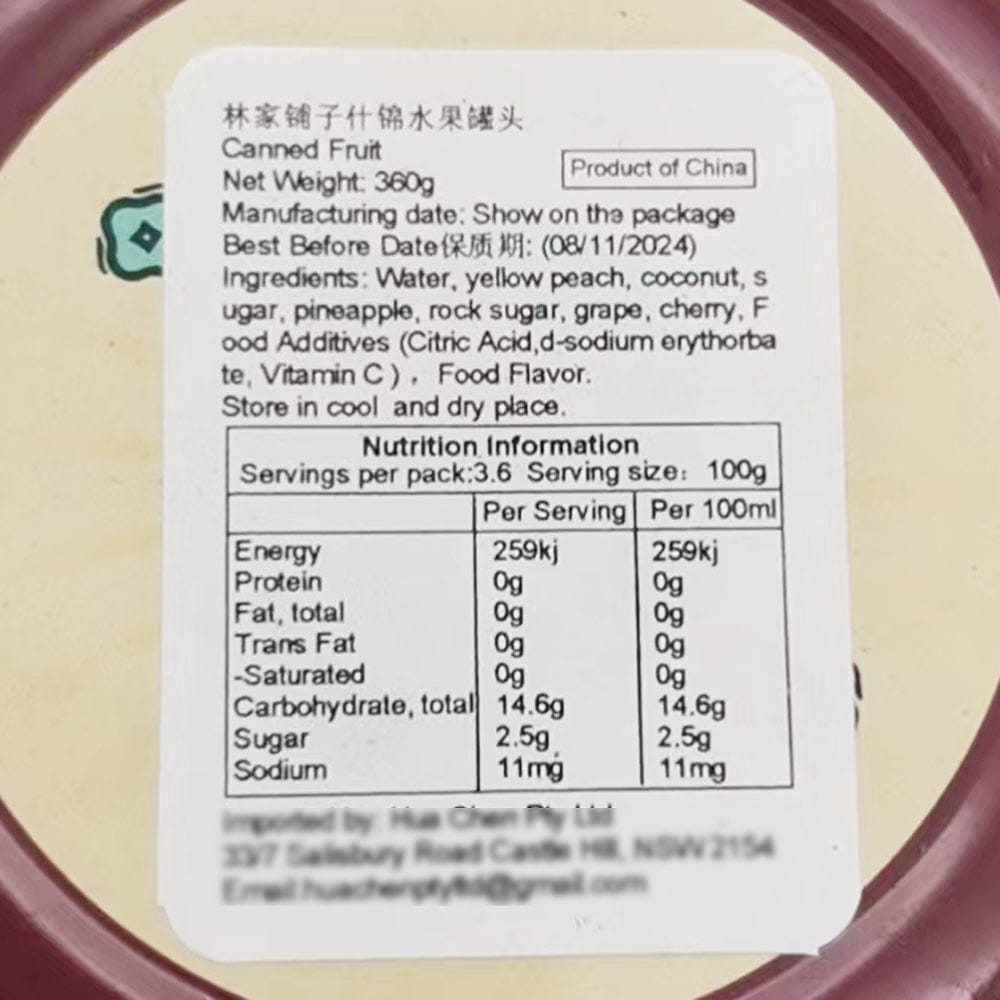 林家铺子什锦水果罐头
Canned Fruit
Net Weight: 360g
Product of China
Manufacturing date: Show on the package
Best Before Date保质期: (08/11/2024)
Ingredients: Water, yellow peach, coconut, s
ugar, pineapple, rock sugar, grape, cherry, F
ood Additives (Citric Acid,d-sodium erythorba
te, Vitamin C ) , Food Flavor.
Store in cool and dry place.
Nutrition Information
Servings per pack:3.6 Serving size: 100g
Per Serving Per 100ml
Energy 259kj 259kj
Protein 0g 0g
Fat, total 0g 0g
Trans Fat 0g 0g
-Saturated 0g 0g
Carbohydrate, total 14.6g 14.6g
Sugar 2.5g 2.5g
Sodium 11mg 11mg